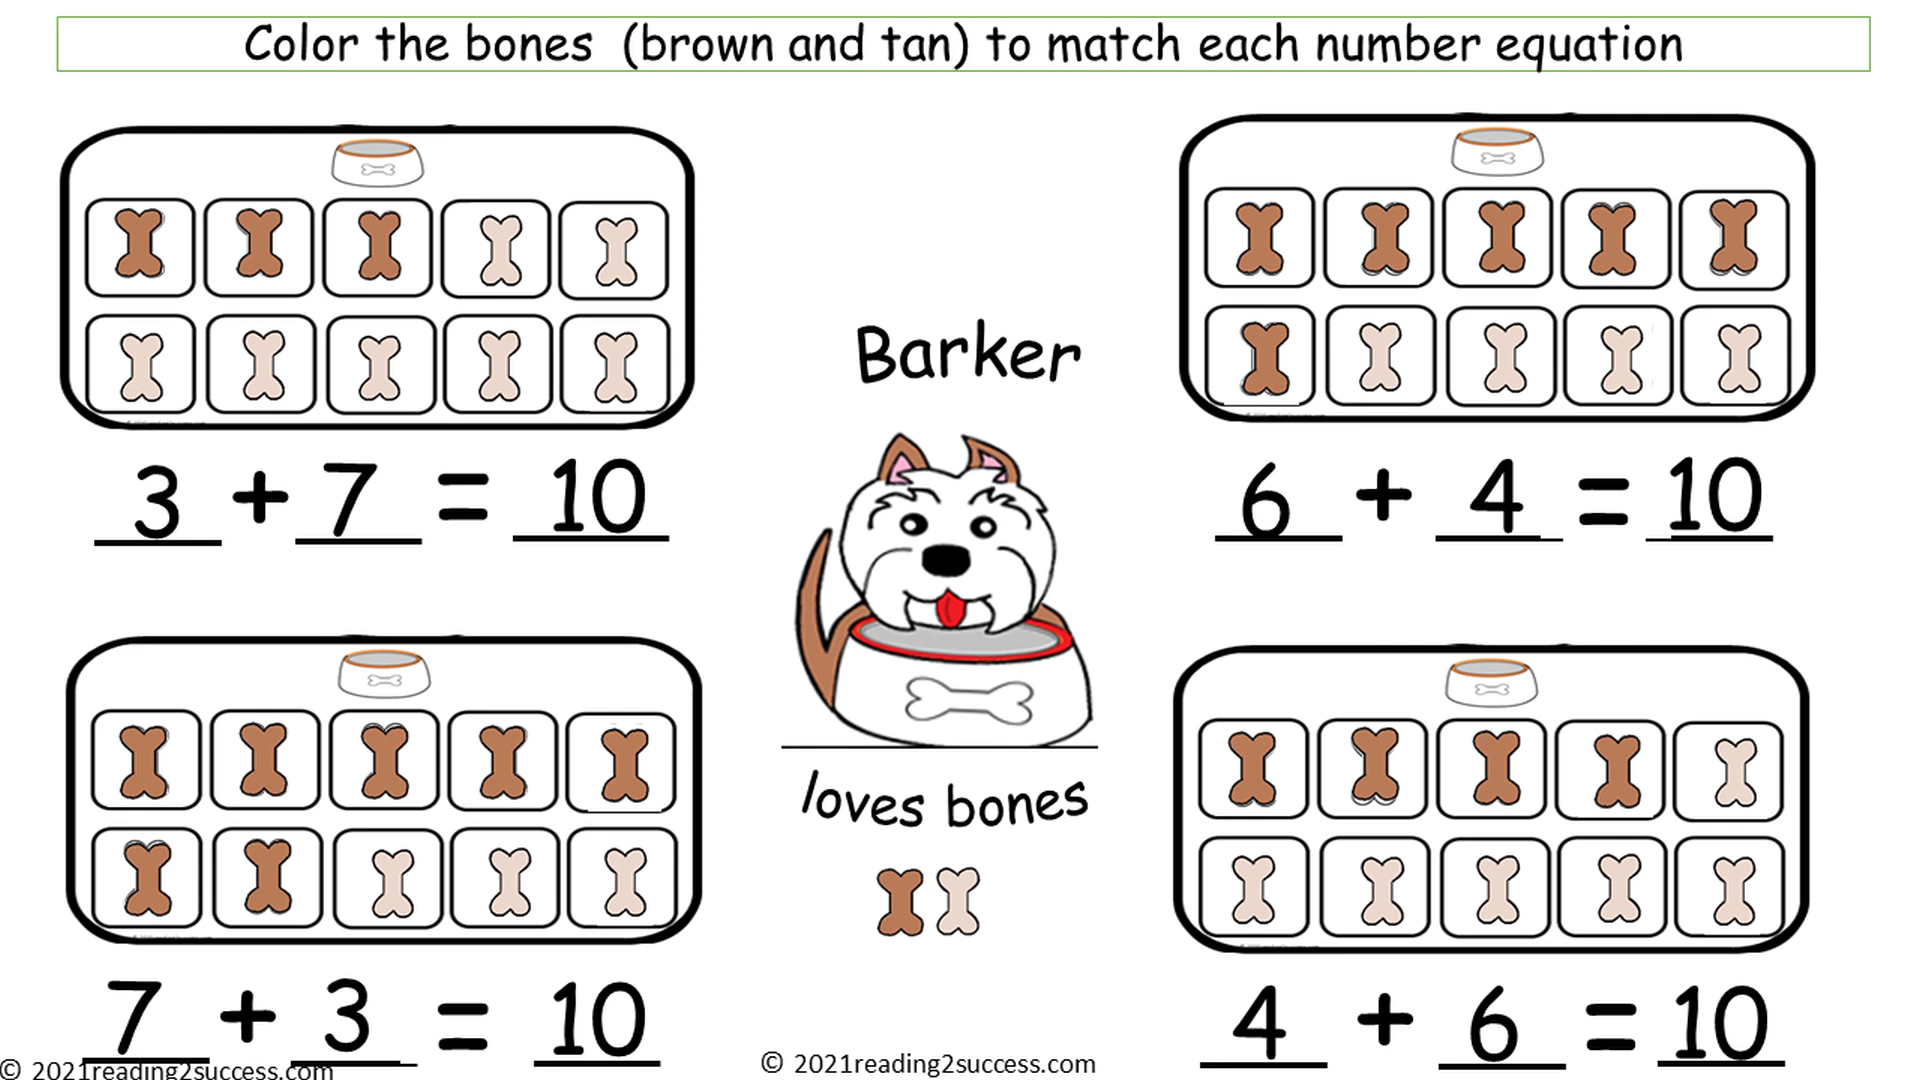 Color the bones (brown and tan) to match each number equation
3 + 7 = 10
Barker
6 + 4 = 10
loves bones
7 + 3 = 10
4 + 6 = 10
© 2021reading2success.com
© 2021reading2success.com